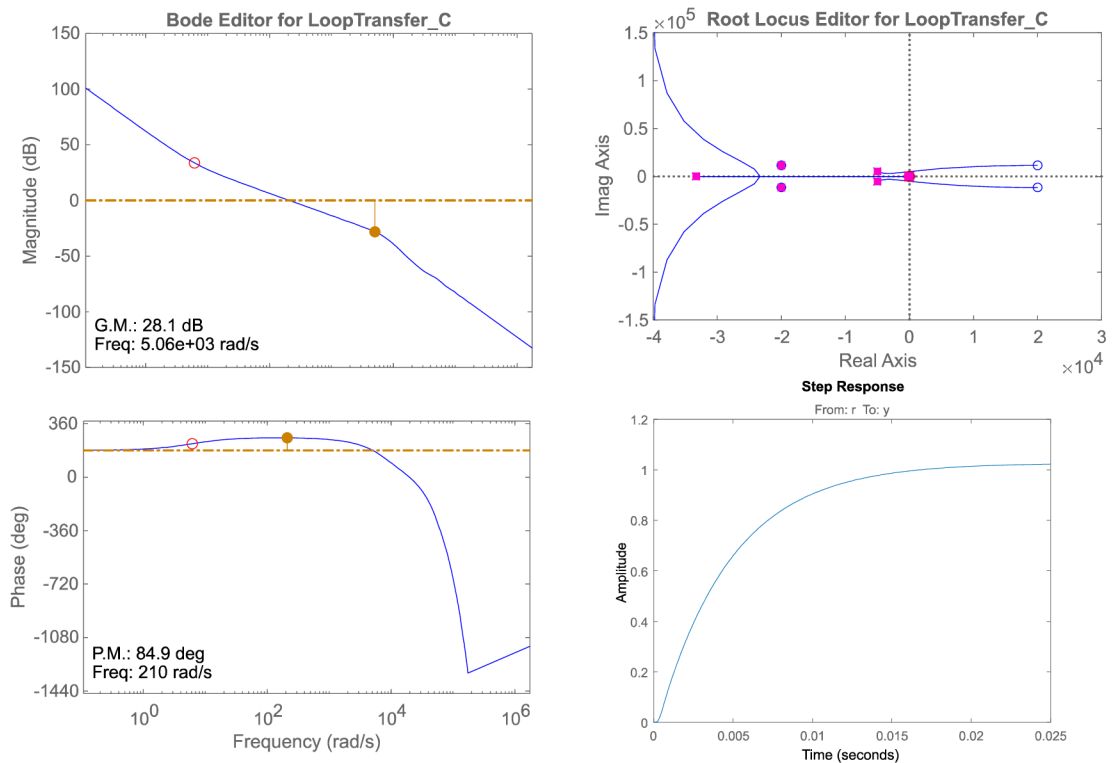 Bode Editor for LoopTransfer_C
Magnitude (dB)
150
100
50
0
-50
-100
-150
G.M.: 28.1 dB
Freq: 5.06e+03 rad/s
Phase (deg)
360
0
-360
-720
-1080
-1440
P.M.: 84.9 deg
Freq: 210 rad/s
10^0 10^2 10^4 10^6
Frequency (rad/s)
Root Locus Editor for LoopTransfer_C
×10^5
Imag Axis
1.5
1
0.5
0
-0.5
-1
-1.5
-4 -3 -2 -1 0 1 2 3
Real Axis
×10^4
Step Response
From: r To: y
Amplitude
1.2
1
0.8
0.6
0.4
0.2
0
0 0.005 0.01 0.015 0.02 0.025
Time (seconds)